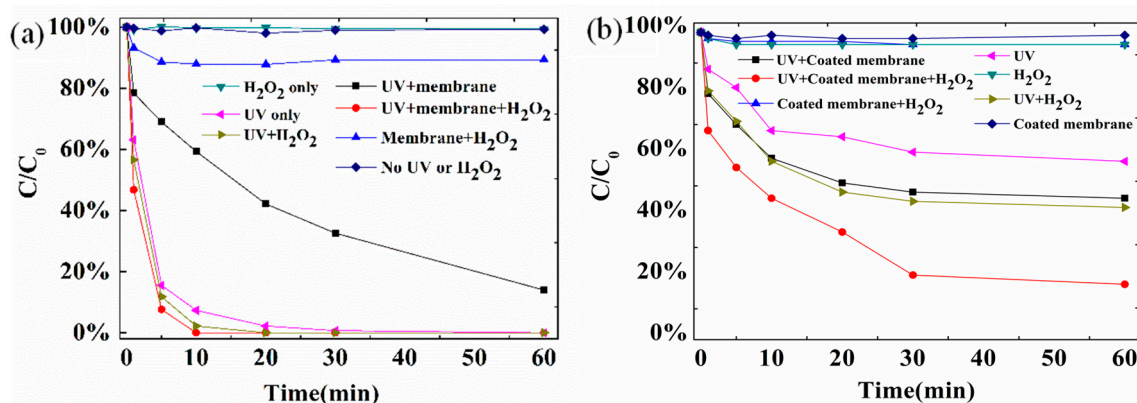 (a)
C/C0
100%
80%
60%
40%
20%
0%
H2O2 only
UV only
UV+H2O2
UV+membrane
UV+membrane+H2O2
Membrane+H2O2
No UV or H2O2
0 10 20 30 40 50 60
Time(min)
(b)
C/C0
100%
80%
60%
40%
20%
0%
UV+Coated membrane
UV+Coated membrane+H2O2
Coated membrane+H2O2
UV
H2O2
UV+H2O2
Coated membrane
0 10 20 30 40 50 60
Time(min)